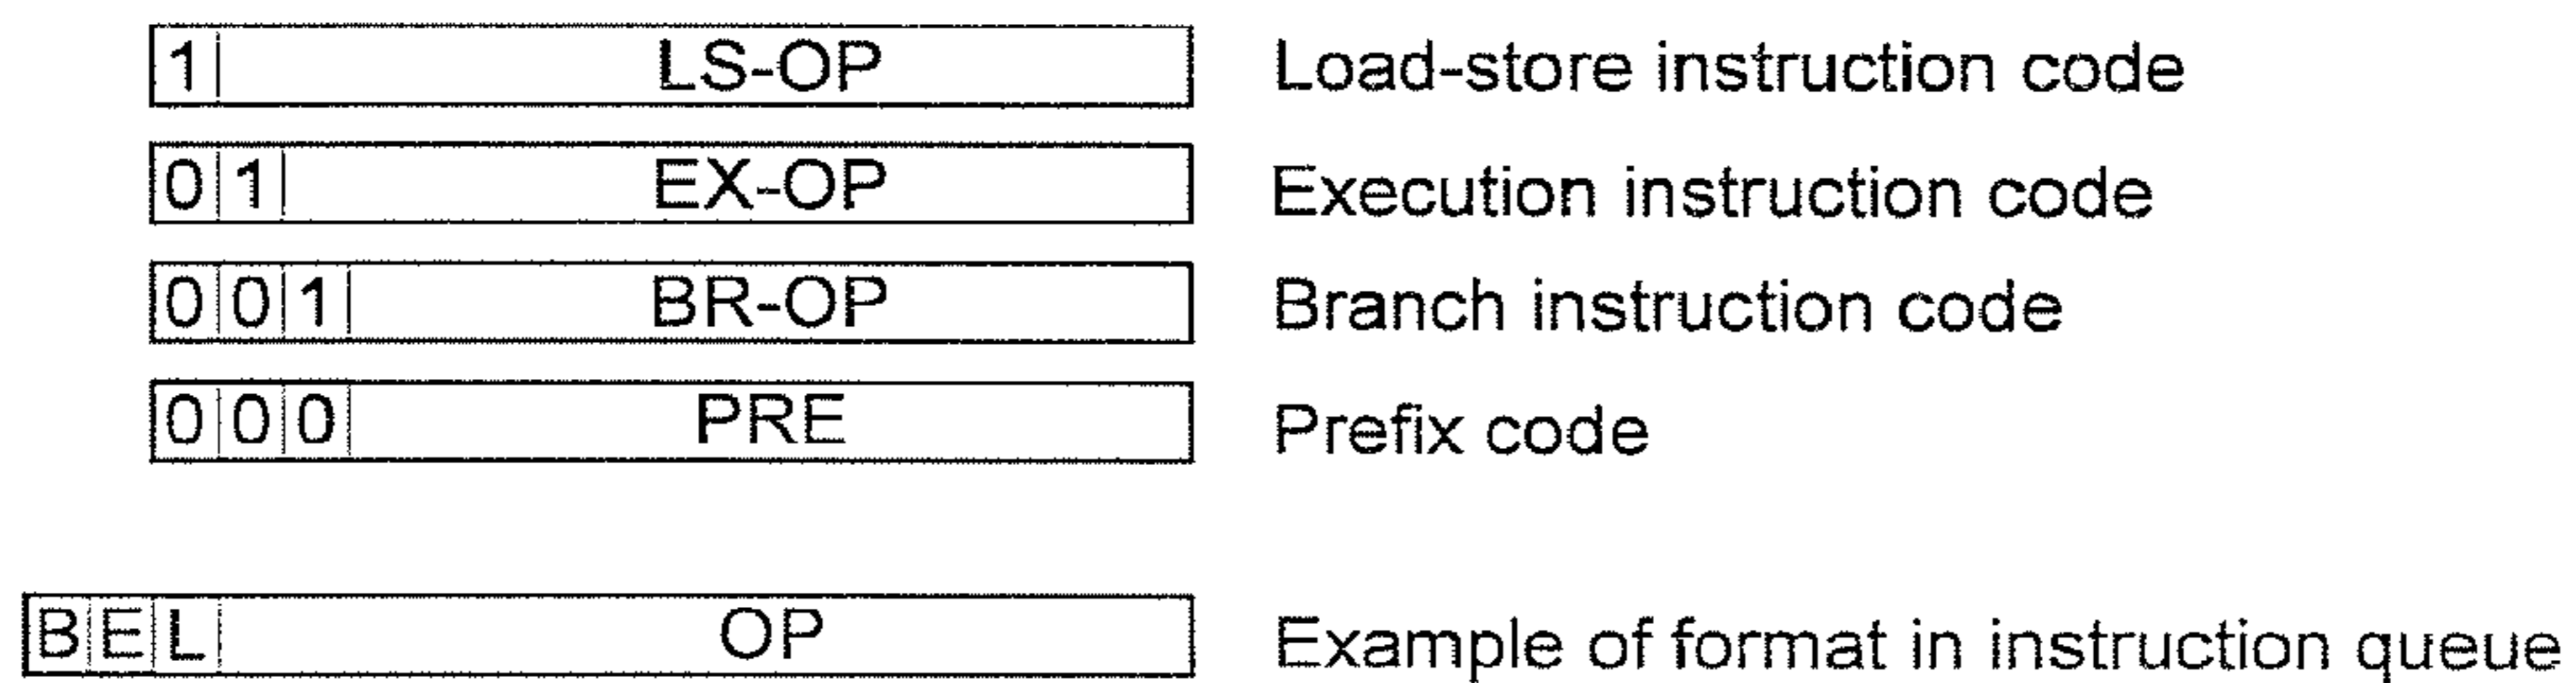 1 LS-OP Load-store instruction code
0 1 EX-OP Execution instruction code
0 0 1 BR-OP Branch instruction code
0 0 0 PRE Prefix code
B E L OP Example of format in instruction queue